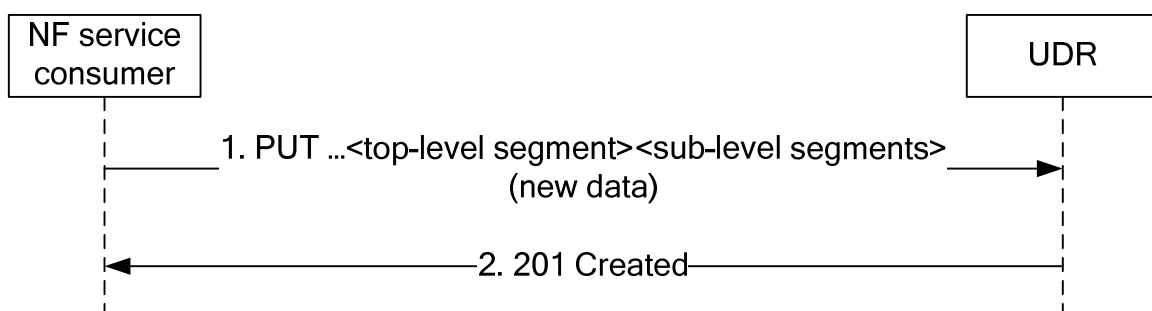 NF service
consumer
UDR
1. PUT ...<top-level segment><sub-level segments>
(new data)
2. 201 Created